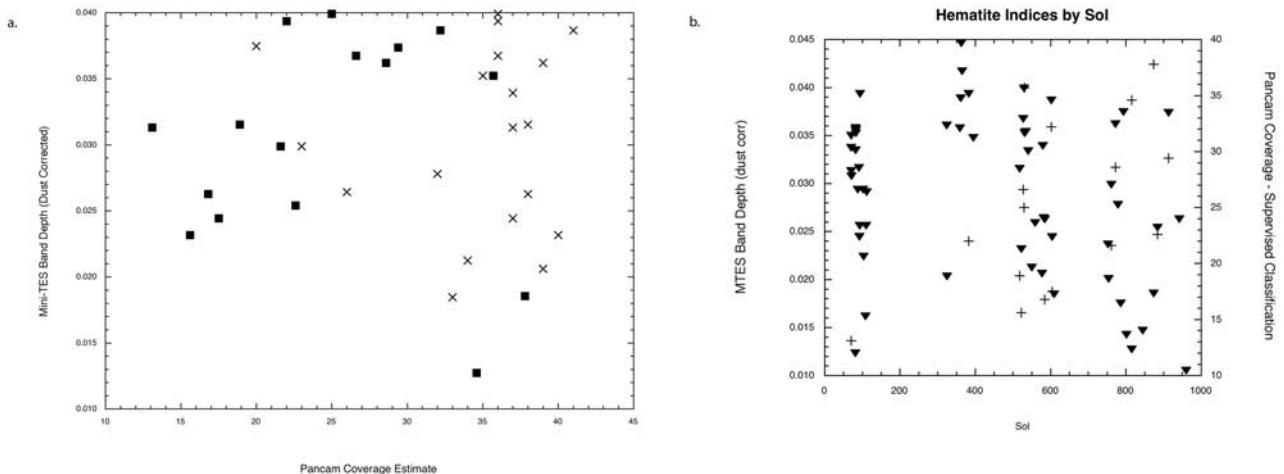 a.
0.040
0.035
0.030
0.025
0.020
0.015
0.010
Mini-TES Band Depth (Dust Corrected)
10 15 20 25 30 35 40 45
Pancam Coverage Estimate
b.
Hematite Indices by Sol
0.045
0.040
0.035
0.030
0.025
0.020
0.015
0.010
MTES Band Depth (dust corr)
40
35
30
25
20
15
10
Pancam Coverage - Supervised Classification
0 200 400 600 800 1000
Sol